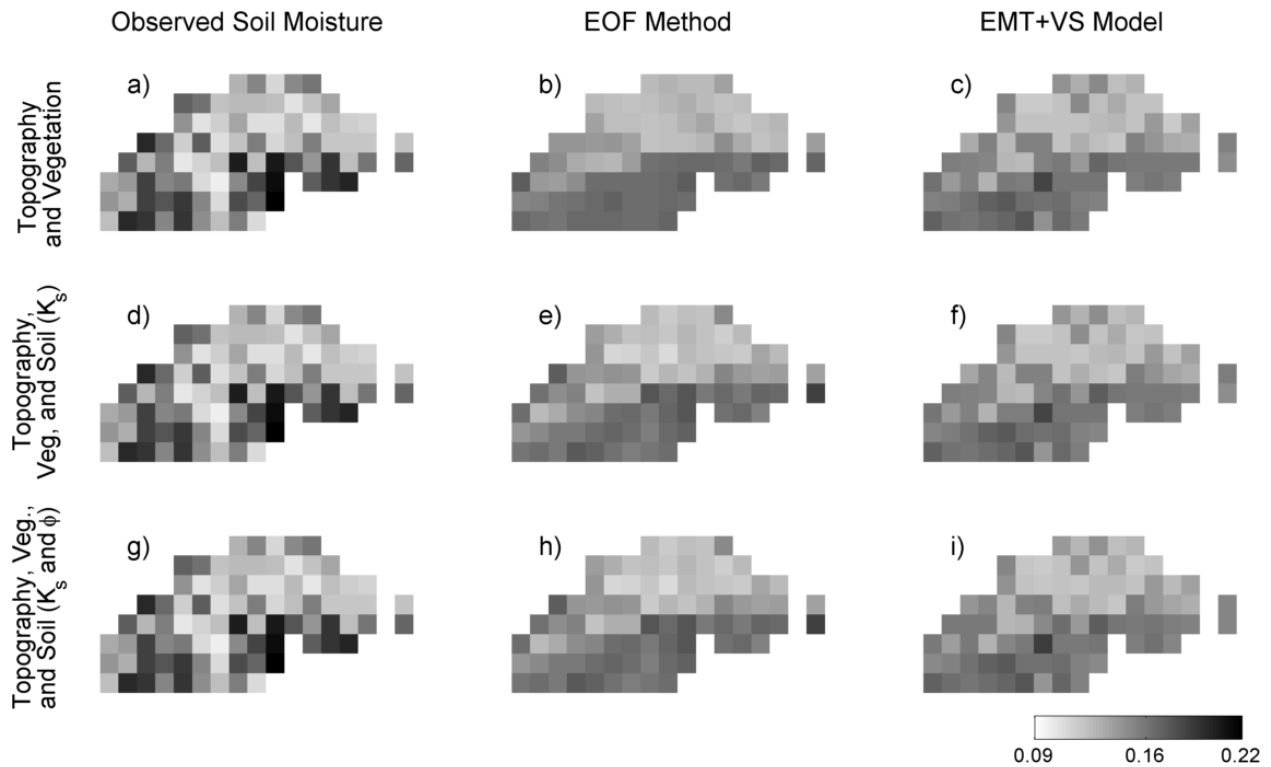 Observed Soil Moisture
EOF Method
EMT+VS Model
Topography
and Vegetation
a)
b)
c)
Topography,
Veg, and Soil (Ks)
d)
e)
f)
Topography, Veg.,
and Soil (Ks and ϕ)
g)
h)
i)
0.09
0.16
0.22